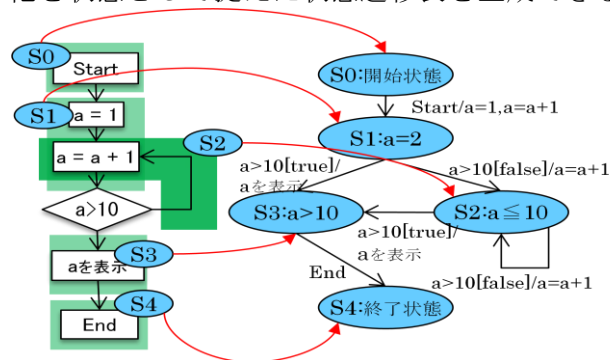 S0
Start
S1
a = 1
a = a + 1
S2
a>10
aを表示
S3
End
S4
S0:開始状態
Start/a=1,a=a+1
S1:a=2
a>10[true]/
aを表示
a>10[false]/a=a+1
S3:a>10
S2:a≦10
a>10[true]/
aを表示
End
a>10[false]/a=a+1
S4:終了状態